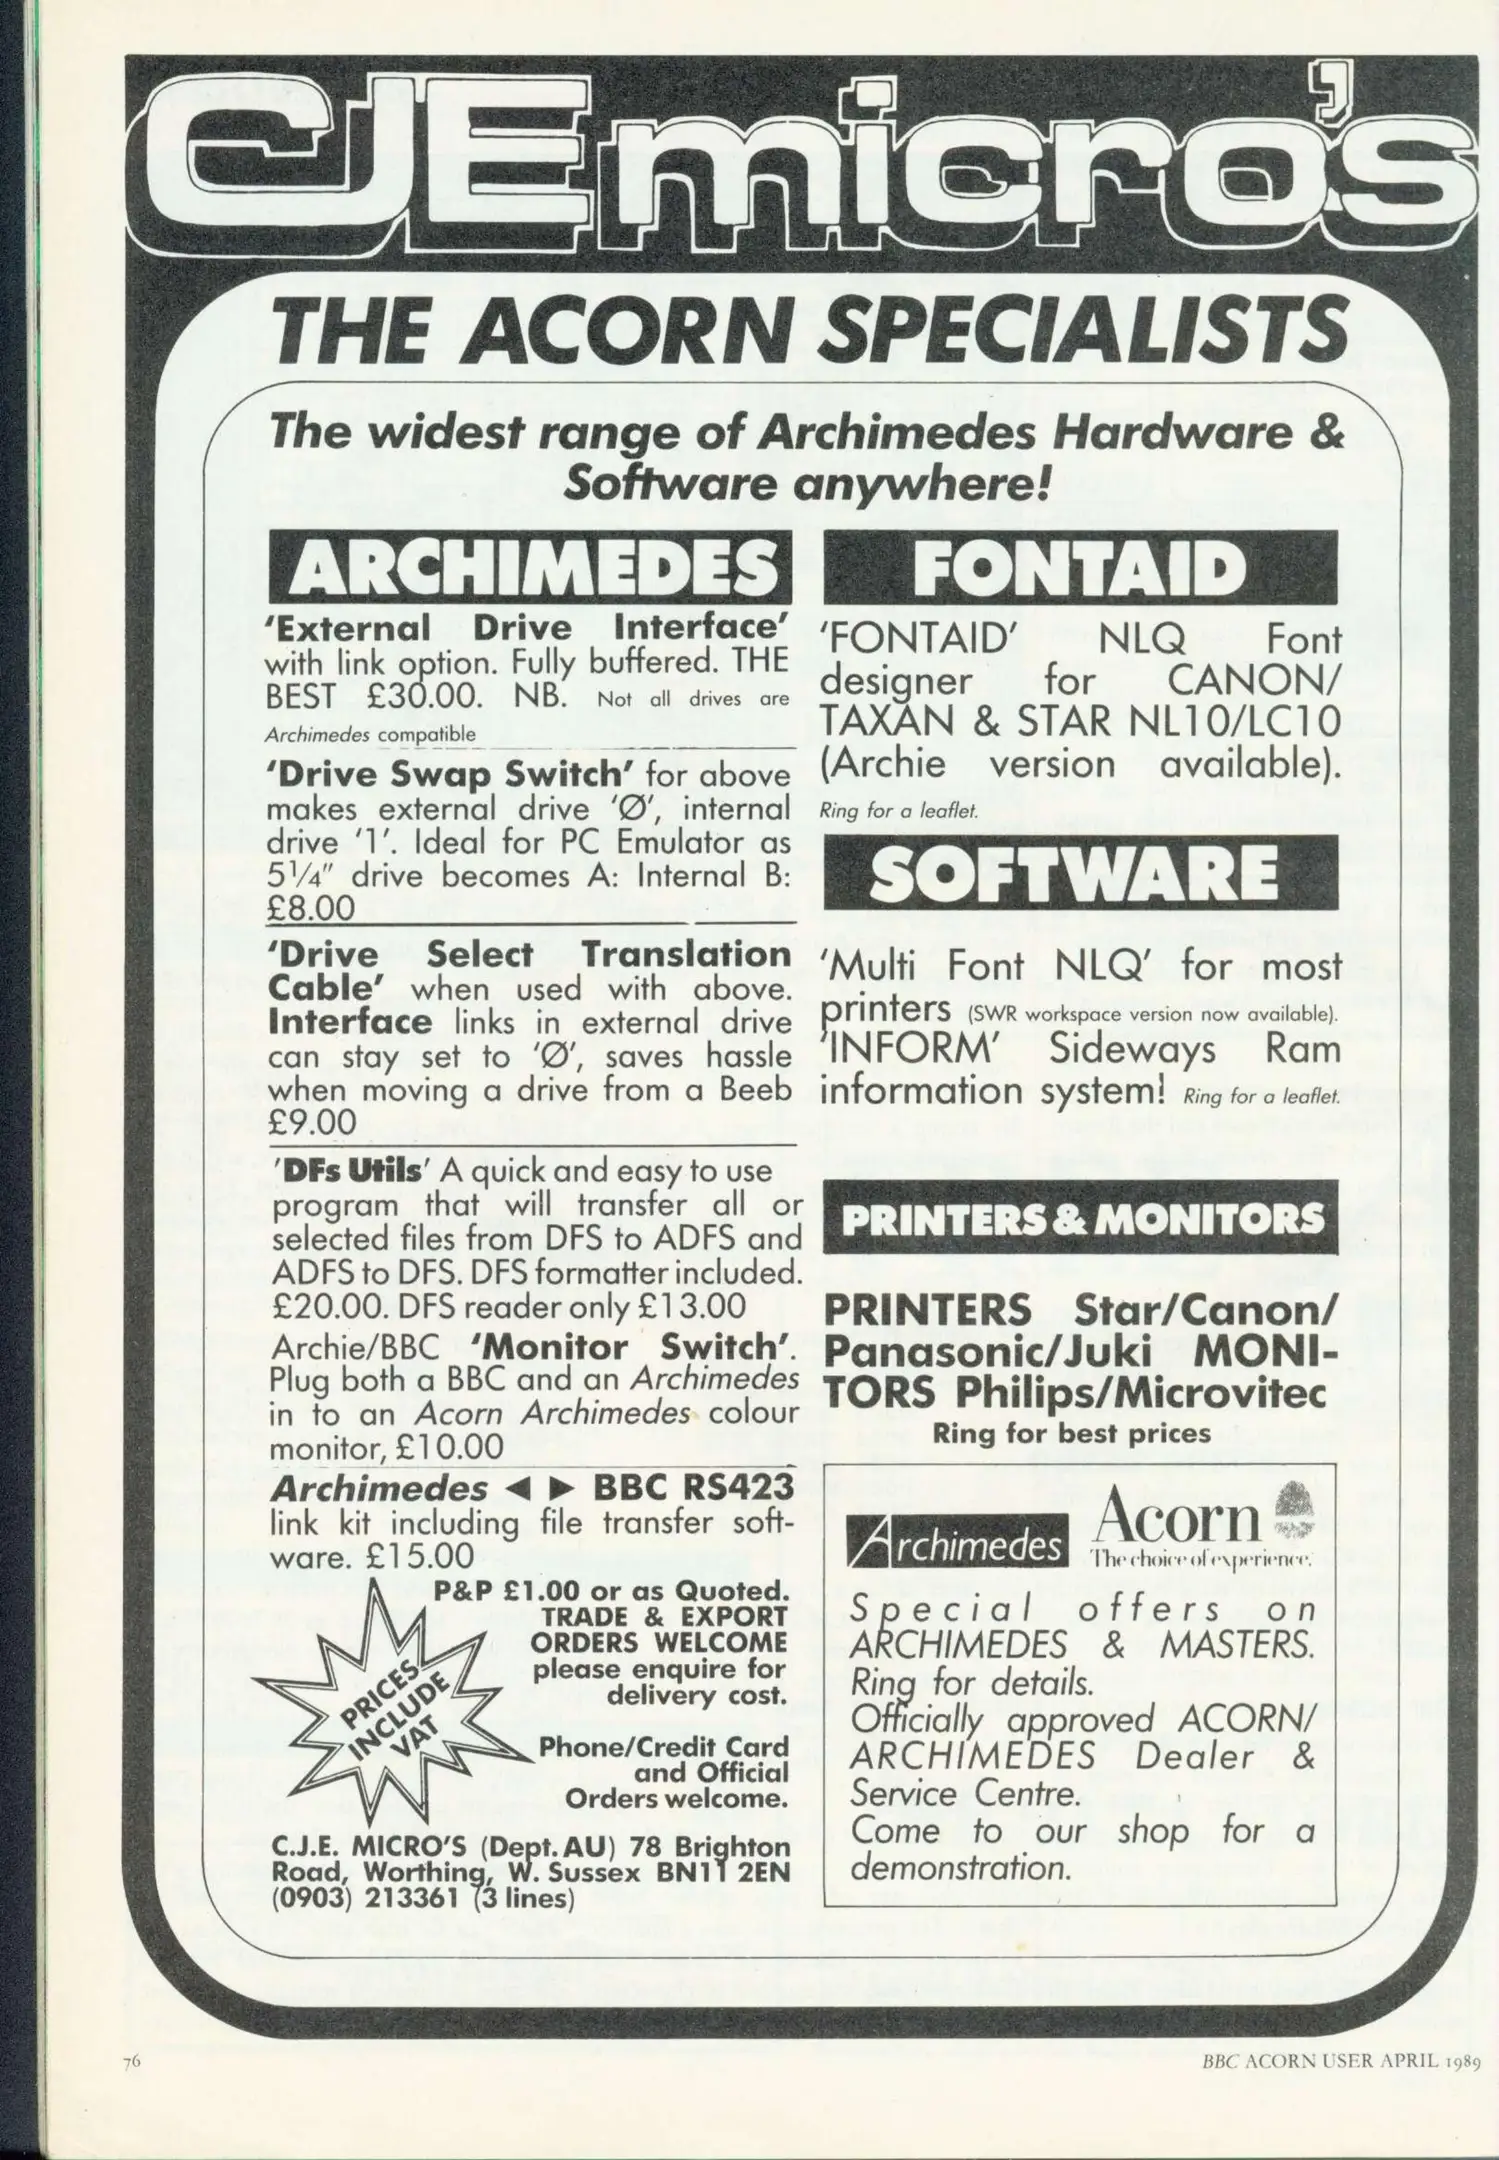 CJE micro's
THE ACORN SPECIALISTS
The widest range of Archimedes Hardware &
Software anywhere!
ARCHIMEDES
'External Drive Interface'
with link option. Fully buffered. THE
BEST £30.00. NB. Not all drives are
Archimedes compatible
'Drive Swap Switch' for above
makes external drive 'Ø', internal
drive '1'. Ideal for PC Emulator as
5¼" drive becomes A: Internal B:
£8.00
'Drive Select Translation
Cable' when used with above.
Interface links in external drive
can stay set to 'Ø', saves hassle
when moving a drive from a Beeb
£9.00
'DFs Utils' A quick and easy to use
program that will transfer all or
selected files from DFS to ADFS and
ADFS to DFS. DFS formatter included.
£20.00. DFS reader only £13.00
Archie/BBC 'Monitor Switch'.
Plug both a BBC and an Archimedes
in to an Acorn Archimedes colour
monitor, £10.00
Archimedes ◄ ► BBC RS423
link kit including file transfer soft-
ware. £15.00
P&P £1.00 or as Quoted.
TRADE & EXPORT
ORDERS WELCOME
please enquire for
delivery cost.
PRICES
INCLUDE
VAT
Phone/Credit Card
and Official
Orders welcome.
C.J.E. MICRO'S (Dept. AU) 78 Brighton
Road, Worthing, W. Sussex BN11 2EN
(0903) 213361 (3 lines)
FONTAID
'FONTAID' NLQ Font
designer for CANON/
TAXAN & STAR NL10/LC10
(Archie version available).
Ring for a leaflet.
SOFTWARE
'Multi Font NLQ' for most
printers (SWR workspace version now available).
'INFORM' Sideways Ram
information system! Ring for a leaflet.
PRINTERS & MONITORS
PRINTERS Star/Canon/
Panasonic/Juki MONI-
TORS Philips/Microvitec
Ring for best prices
Archimedes
Acorn
The choice of experience.
Special offers on
ARCHIMEDES & MASTERS.
Ring for details.
Officially approved ACORN/
ARCHIMEDES Dealer &
Service Centre.
Come to our shop for a
demonstration.
76
BBC ACORN USER APRIL 1989